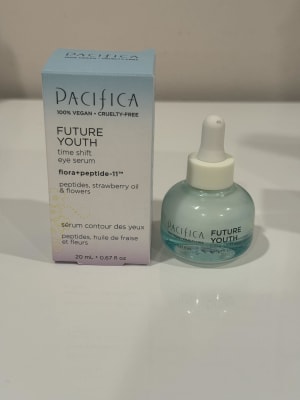 PACIFICA
100% VEGAN • CRUELTY-FREE
FUTURE
YOUTH
time shift
eye serum
flora+peptide-11™
peptides, strawberry oil
& flowers
sérum contour des yeux
peptides, huile de fraise
et fleurs
20 mL • 0.67 fl oz
PACIFICA
FUTURE
YOUTH